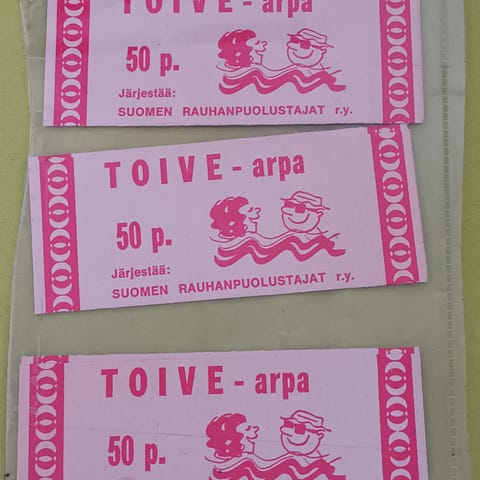 TOIVE-arpa
50 p.
Järjestää:
SUOMEN RAUHANPUOLUSTAJAT r.y.
TOIVE - arpa
50 p.
Järjestää:
SUOMEN RAUHANPUOLUSTAJAT r.y.
TOIVE - arpa
50 p.